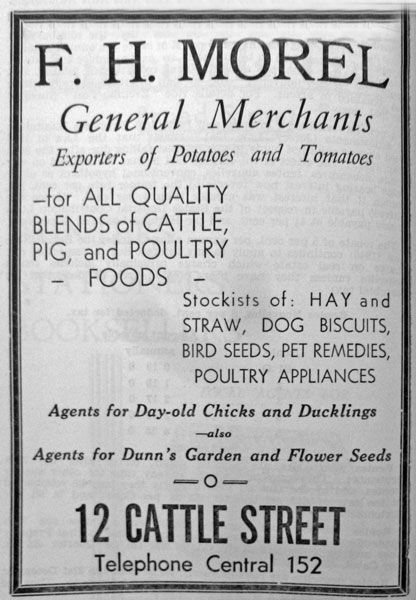 F. H. MOREL
General Merchants
Exporters of Potatoes and Tomatoes
–for ALL QUALITY
BLENDS of CATTLE,
PIG, and POULTRY
– FOODS –
Stockists of: HAY and
STRAW, DOG BISCUITS,
BIRD SEEDS, PET REMEDIES,
POULTRY APPLIANCES
Agents for Day-old Chicks and Ducklings
—also
Agents for Dunn's Garden and Flower Seeds
—O—
12 CATTLE STREET
Telephone Central 152